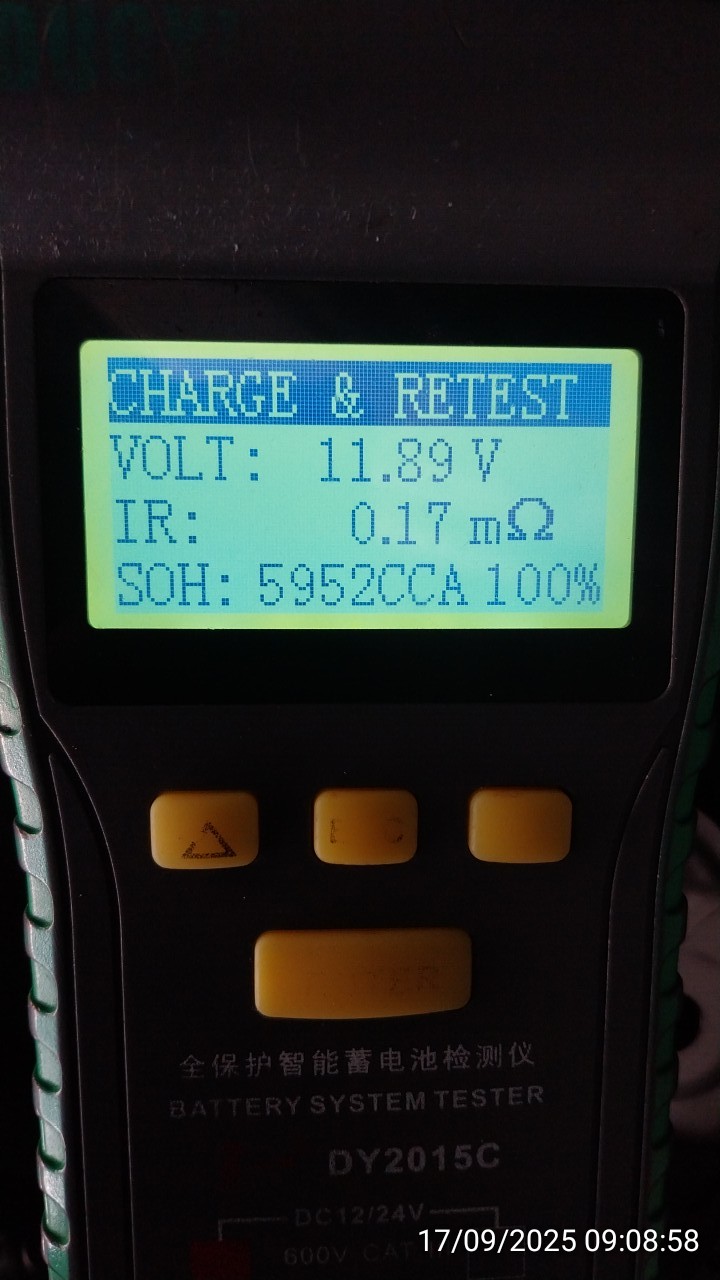 CHARGE & RETEST
VOLT: 11.89 V
IR: 0.17 mΩ
SOH: 5952CCA 100%
全保护智能蓄电池检测仪
BATTERY SYSTEM TESTER
DY2015C
DC12/24V
600V CAT
17/09/2025 09:08:58